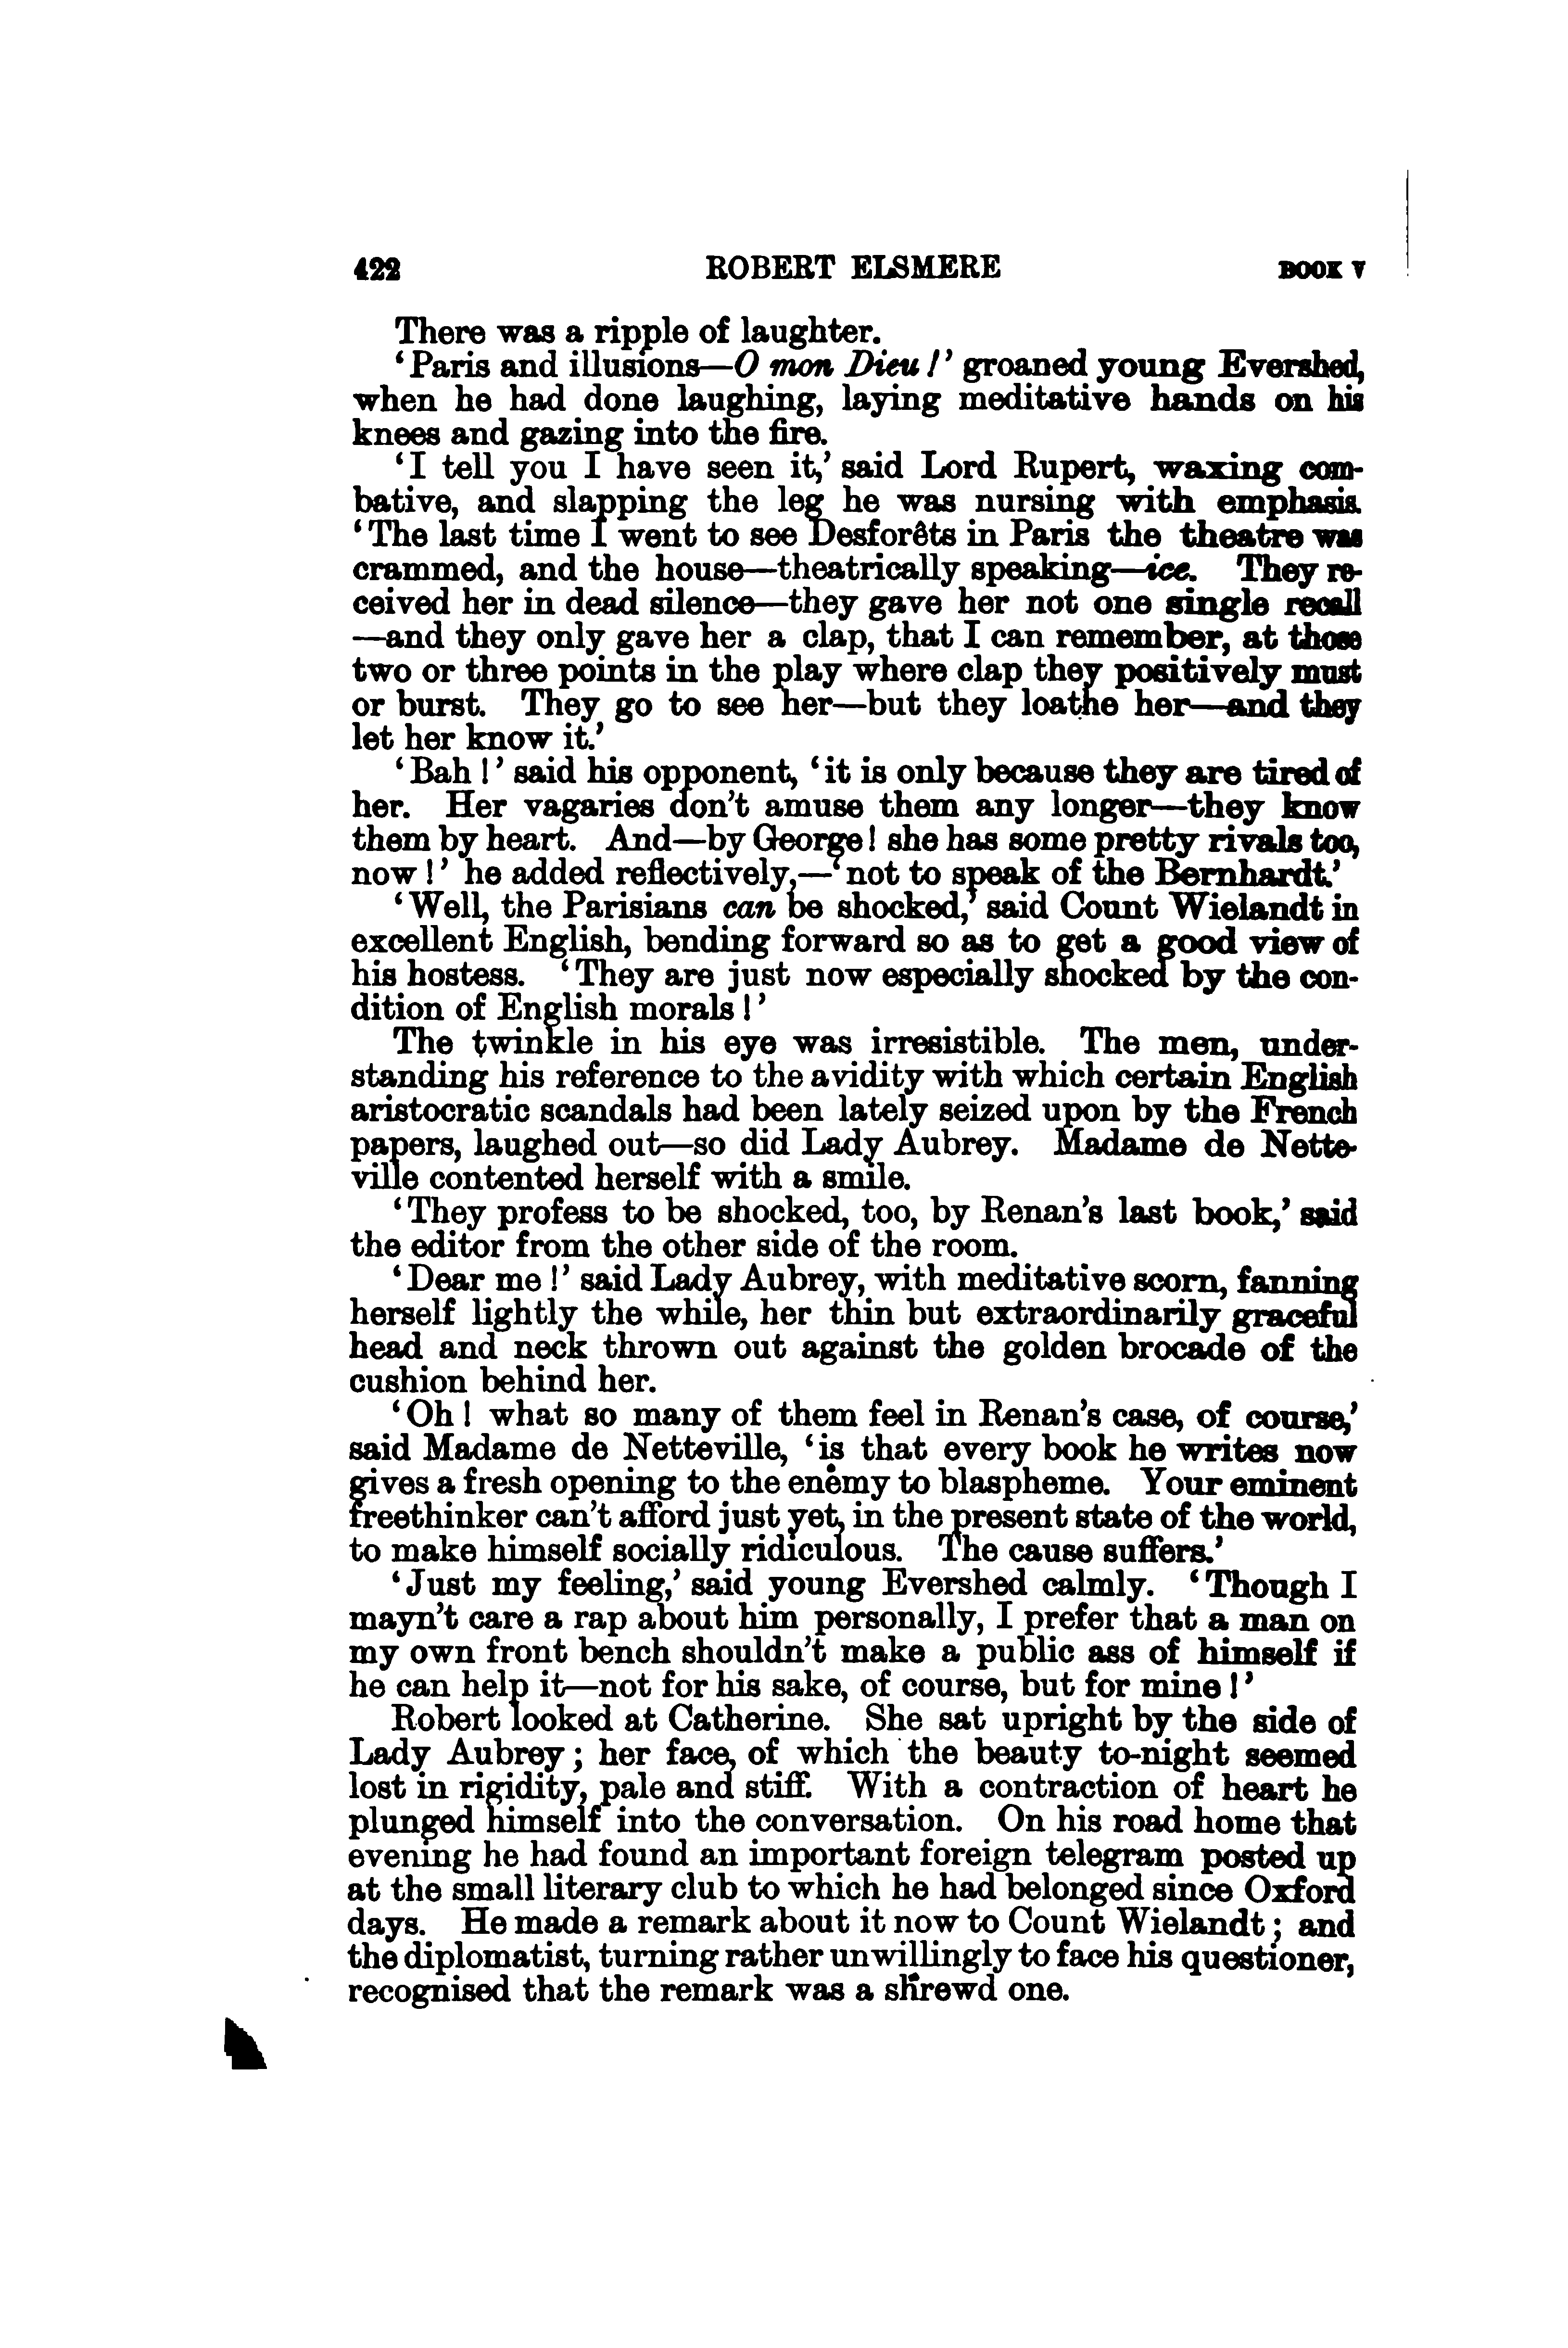 422 ROBERT ELSMERE BOOK V
There was a ripple of laughter.
‘Paris and illusions—O mon Dieu!’ groaned young Evershed,
when he had done laughing, laying meditative hands on his
knees and gazing into the fire.
‘I tell you I have seen it,’ said Lord Rupert, waxing com-
bative, and slapping the leg he was nursing with emphasis.
‘The last time I went to see Desforêts in Paris the theatre was
crammed, and the house—theatrically speaking—ice. They re-
ceived her in dead silence—they gave her not one single recall
—and they only gave her a clap, that I can remember, at those
two or three points in the play where clap they positively must
or burst. They go to see her—but they loathe her—and they
let her know it.’
‘Bah!’ said his opponent, ‘it is only because they are tired of
her. Her vagaries don’t amuse them any longer—they know
them by heart. And—by George! she has some pretty rivals too,
now!’ he added reflectively,—‘not to speak of the Bernhardt.’
‘Well, the Parisians can be shocked,’ said Count Wielandt in
excellent English, bending forward so as to get a good view of
his hostess. ‘They are just now especially shocked by the con-
dition of English morals!’
The twinkle in his eye was irresistible. The men, under-
standing his reference to the avidity with which certain English
aristocratic scandals had been lately seized upon by the French
papers, laughed out—so did Lady Aubrey. Madame de Nette-
ville contented herself with a smile.
‘They profess to be shocked, too, by Renan’s last book,’ said
the editor from the other side of the room.
‘Dear me!’ said Lady Aubrey, with meditative scorn, fanning
herself lightly the while, her thin but extraordinarily graceful
head and neck thrown out against the golden brocade of the
cushion behind her.
‘Oh! what so many of them feel in Renan’s case, of course,’
said Madame de Netteville, ‘is that every book he writes now
gives a fresh opening to the enemy to blaspheme. Your eminent
freethinker can’t afford just yet, in the present state of the world,
to make himself socially ridiculous. The cause suffers.’
‘Just my feeling,’ said young Evershed calmly. ‘Though I
mayn’t care a rap about him personally, I prefer that a man on
my own front bench shouldn’t make a public ass of himself if
he can help it—not for his sake, of course, but for mine!’
Robert looked at Catherine. She sat upright by the side of
Lady Aubrey; her face, of which the beauty to-night seemed
lost in rigidity, pale and stiff. With a contraction of heart he
plunged himself into the conversation. On his road home that
evening he had found an important foreign telegram posted up
at the small literary club to which he had belonged since Oxford
days. He made a remark about it now to Count Wielandt; and
the diplomatist, turning rather unwillingly to face his questioner,
recognised that the remark was a shrewd one.